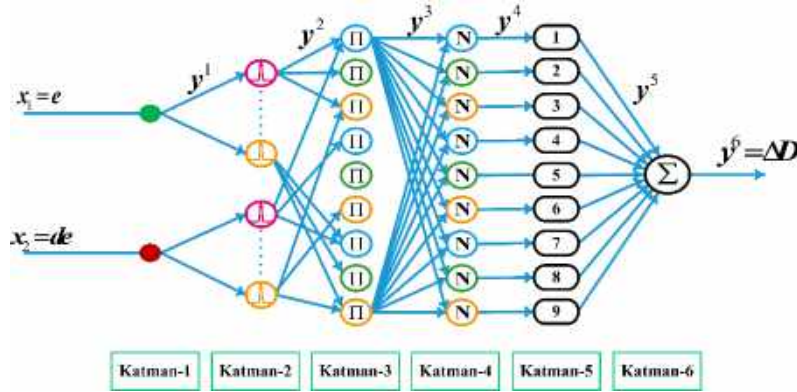 y¹
y²
y³
y⁴
y⁵
x₁=e
x₂=de
y⁶=ΔD
Π
Π
Π
Π
Π
Π
Π
Π
Π
N
N
N
N
N
N
N
N
N
1
2
3
4
5
6
7
8
9
Σ
Katman-1 Katman-2 Katman-3 Katman-4 Katman-5 Katman-6